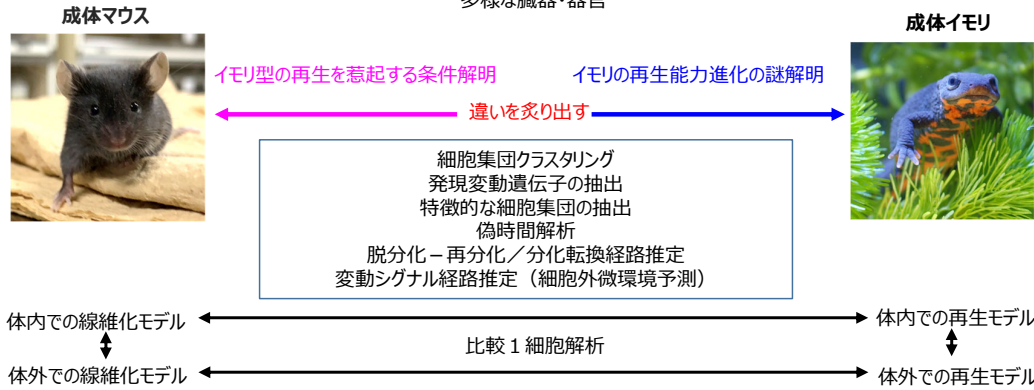 多様な臓器・器官
成体マウス
成体イモリ
イモリ型の再生を惹起する条件解明
イモリの再生能力進化の謎解明
違いを炙り出す
細胞集団クラスタリング
発現変動遺伝子の抽出
特徴的な細胞集団の抽出
偽時間解析
脱分化－再分化／分化転換経路推定
変動シグナル経路推定（細胞外微環境予測）
体内での線維化モデル
体内での再生モデル
比較１細胞解析
体外での線維化モデル
体外での再生モデル